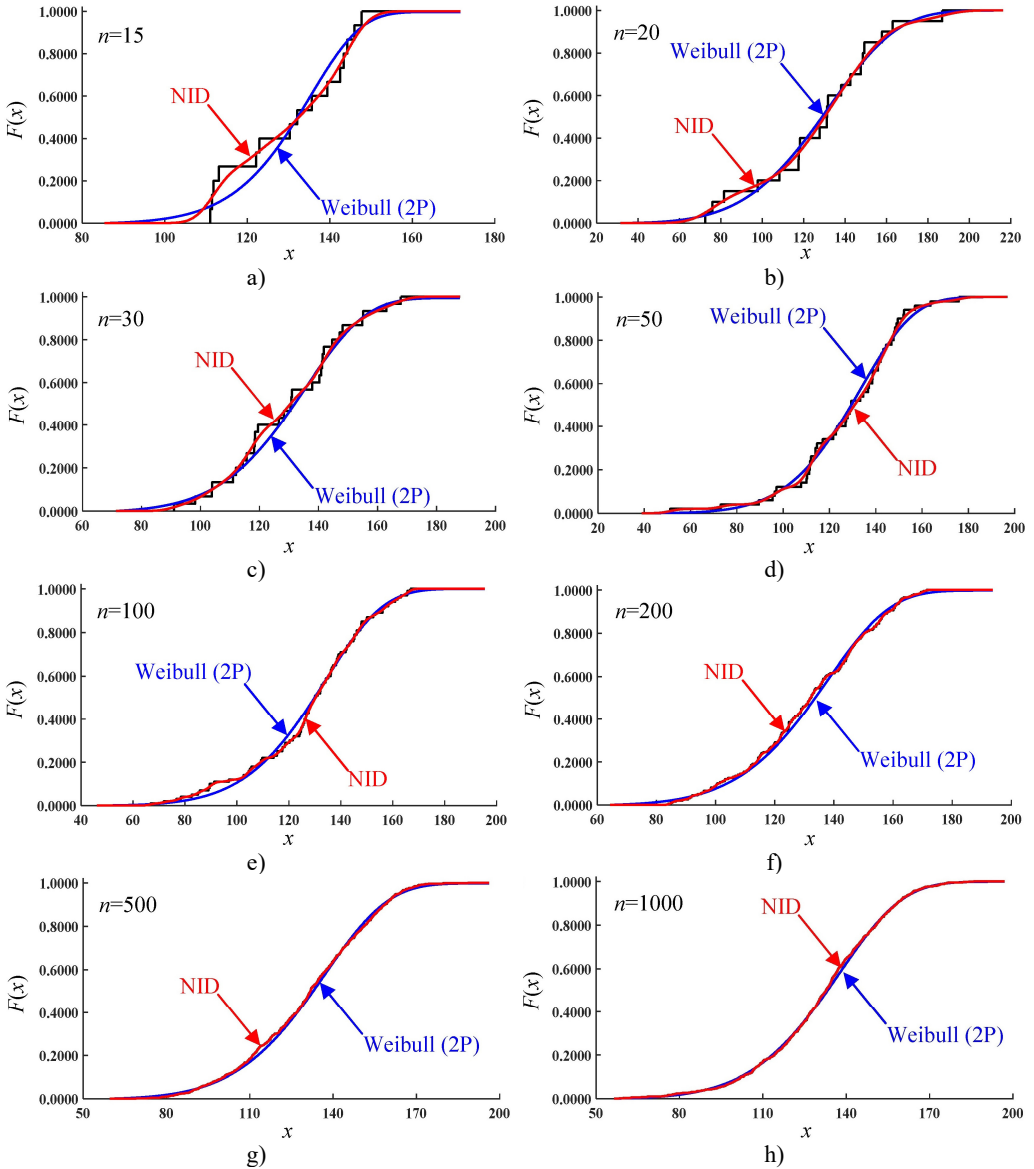 n=15
NID
Weibull (2P)
F(x)
1.0000
0.8000
0.6000
0.4000
0.2000
0.0000
80 100 120 140 160 180
x
a)
n=20
Weibull (2P)
NID
F(x)
1.0000
0.8000
0.6000
0.4000
0.2000
0.0000
20 40 60 80 100 120 140 160 180 200 220
x
b)
n=30
NID
Weibull (2P)
F(x)
1.0000
0.8000
0.6000
0.4000
0.2000
0.0000
60 80 100 120 140 160 180 200
x
c)
n=50
Weibull (2P)
NID
F(x)
1.0000
0.8000
0.6000
0.4000
0.2000
0.0000
20 40 60 80 100 120 140 160 180 200
x
d)
n=100
Weibull (2P)
NID
F(x)
1.0000
0.8000
0.6000
0.4000
0.2000
0.0000
40 60 80 100 120 140 160 180 200
x
e)
n=200
NID
Weibull (2P)
F(x)
1.0000
0.8000
0.6000
0.4000
0.2000
0.0000
60 80 100 120 140 160 180 200
x
f)
n=500
NID
Weibull (2P)
F(x)
1.0000
0.8000
0.6000
0.4000
0.2000
0.0000
50 80 110 140 170 200
x
g)
n=1000
NID
Weibull (2P)
F(x)
1.0000
0.8000
0.6000
0.4000
0.2000
0.0000
50 80 110 140 170 200
x
h)